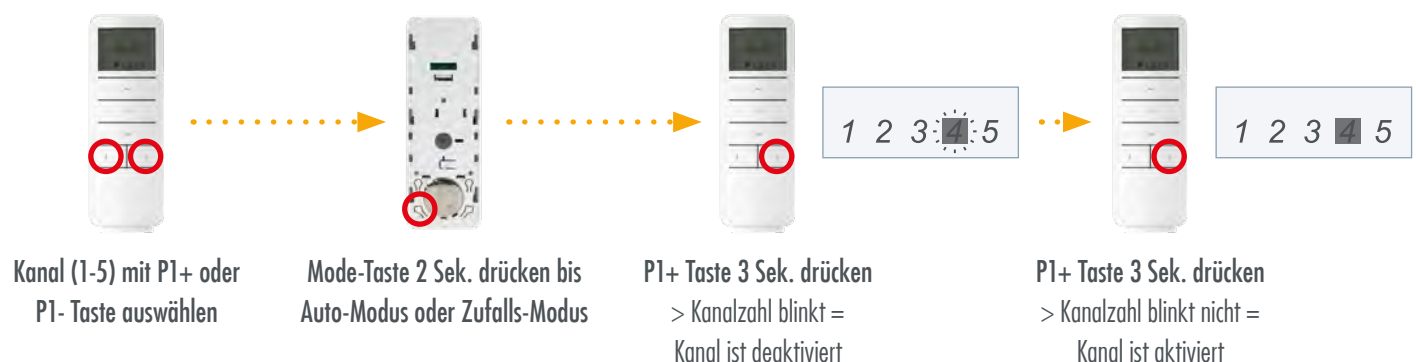 1 2 3 4 5
1 2 3 4 5
Kanal (1-5) mit P1+ oder
P1- Taste auswählen
Mode-Taste 2 Sek. drücken bis
Auto-Modus oder Zufalls-Modus
P1+ Taste 3 Sek. drücken
> Kanalzahl blinkt =
Kanal ist deaktiviert
P1+ Taste 3 Sek. drücken
> Kanalzahl blinkt nicht =
Kanal ist aktiviert